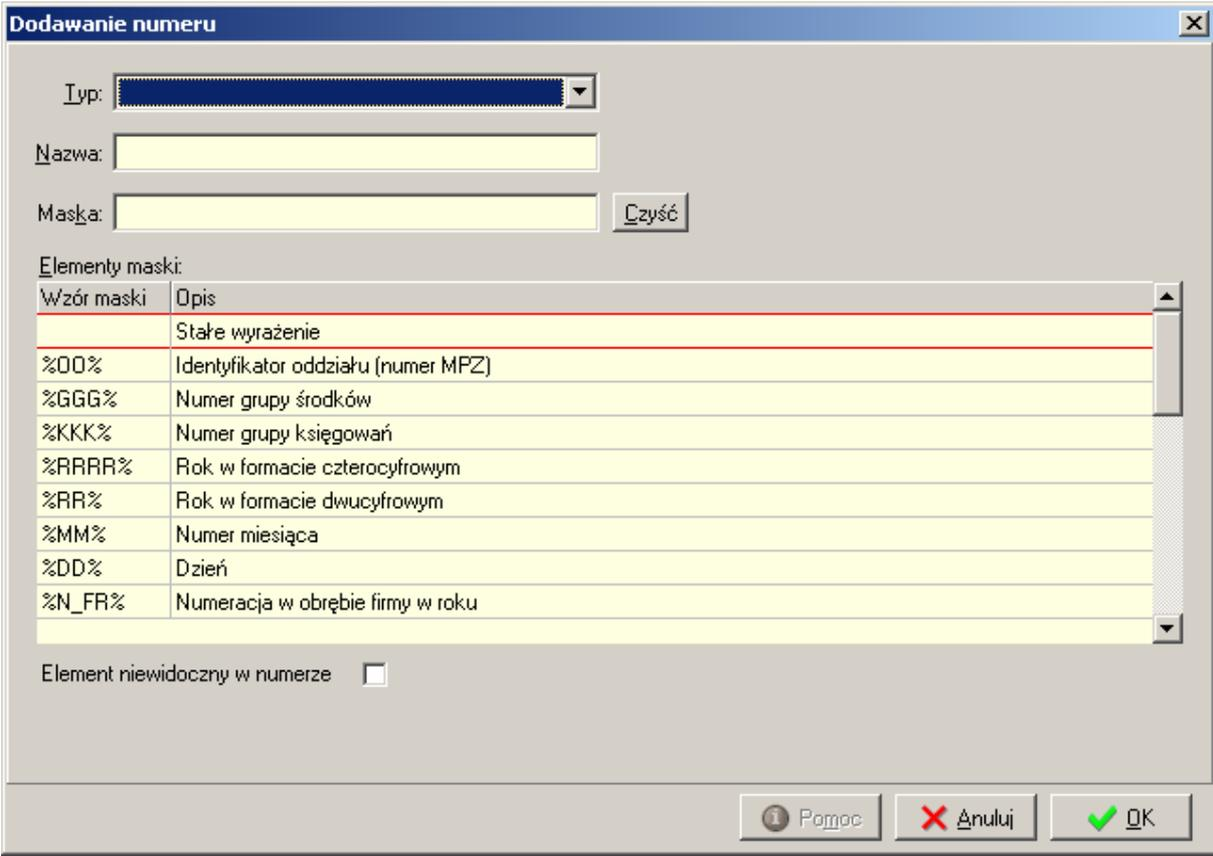 Dodawanie numeru
Typ:
Nazwa:
Maska: Czyść
Elementy maski:
Wzór maski Opis
Stałe wyrażenie
%OO% Identyfikator oddziału (numer MPZ)
%GGG% Numer grupy środków
%KKK% Numer grupy księgowań
%RRRR% Rok w formacie czterocyfrowym
%RR% Rok w formacie dwucyfrowym
%MM% Numer miesiąca
%DD% Dzień
%N_FR% Numeracja w obrębie firmy w roku
Element niewidoczny w numerze
Pomoc Anuluj OK